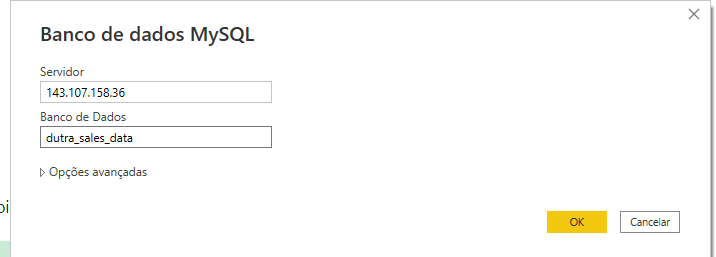 Banco de dados MySQL
Servidor
143.107.158.36
Banco de Dados
dutra_sales_data
Opções avançadas
OK Cancelar